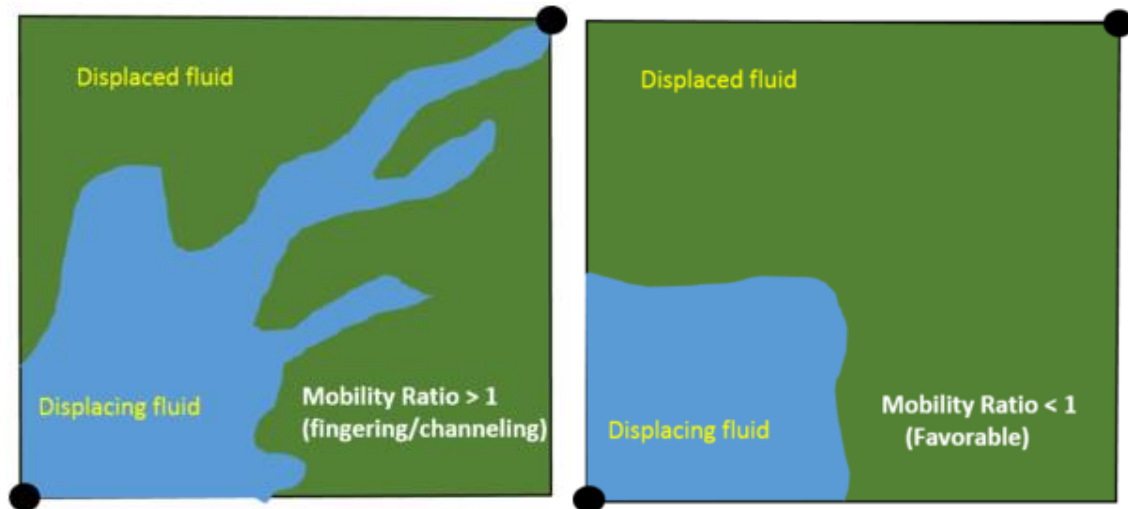 Displaced fluid
Displacing fluid
Mobility Ratio > 1
(fingering/channeling)
Displaced fluid
Displacing fluid
Mobility Ratio < 1
(Favorable)